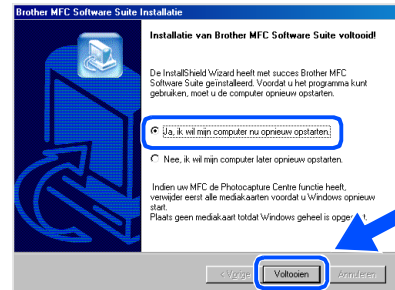 Brother MFC Software Suite Installatie
Installatie van Brother MFC Software Suite voltooid!
De InstallShield Wizard heeft met succes Brother MFC
Software Suite geïnstalleerd. Voordat u het programma kunt
gebruiken, moet u de computer opnieuw opstarten.
Ja, ik wil mijn computer nu opnieuw opstarten.
Nee, ik wil mijn computer later opnieuw opstarten.
Indien uw MFC de Photocapture Centre functie heeft,
verwijder eerst alle mediakaarten voordat u Windows opnieuw
start.
Plaats geen mediakaart totdat Windows geheel is
< Vorige Voltooien Annuleren